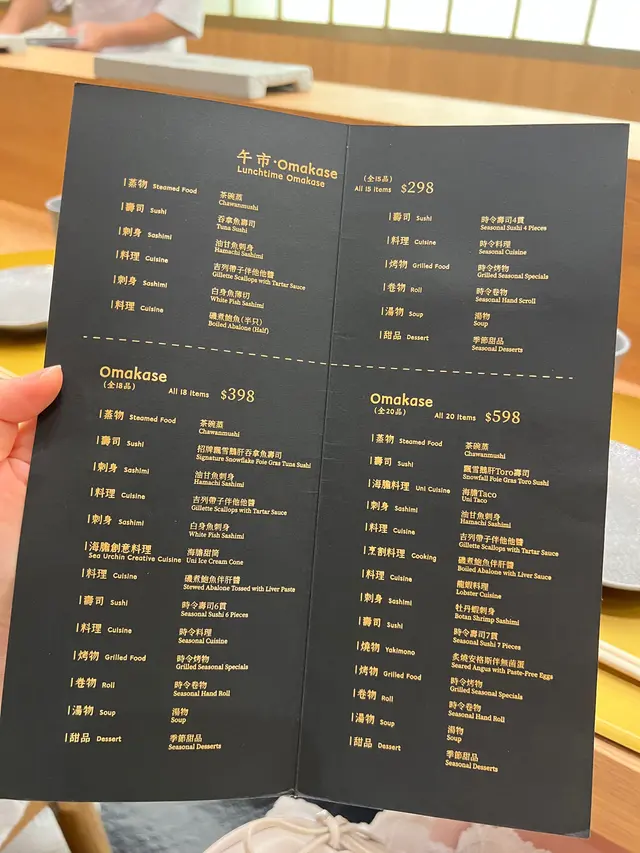 午市·Omakase
Lunchtime Omakase
(全15品)
All 15 items $298
蒸物 Steamed Food
茶碗蒸
Chawanmushi
壽司 Sushi
吞拿魚壽司
Tuna Sushi
刺身 Sashimi
油甘魚刺身
Hamachi Sashimi
料理 Cuisine
吉列帶子伴他他醬
Gillette Scallops with Tartar Sauce
刺身 Sashimi
白身魚薄切
White Fish Sashimi
料理 Cuisine
磯煮鮑魚(半只)
Boiled Abalone (Half)
壽司 Sushi
時令壽司4貫
Seasonal Sushi 4 Pieces
料理 Cuisine
時令料理
Seasonal Cuisine
烤物 Grilled Food
時令烤物
Grilled Seasonal Specials
卷物 Roll
時令卷物
Seasonal Hand Scroll
湯物 Soup
湯物
Soup
甜品 Dessert
季節甜品
Seasonal Desserts
Omakase
(全18品)
All 18 items $398
蒸物 Steamed Food
茶碗蒸
Chawanmushi
壽司 Sushi
招牌飄雪鵝肝吞拿魚壽司
Signature Snowflake Foie Gras Tuna Sushi
刺身 Sashimi
油甘魚刺身
Hamachi Sashimi
料理 Cuisine
吉列帶子伴他他醬
Gillette Scallops with Tartar Sauce
刺身 Sashimi
白身魚刺身
White Fish Sashimi
海膽創意料理
Sea Urchin Creative Cuisine
海膽甜筒
Uni Ice Cream Cone
料理 Cuisine
磯煮鮑魚伴肝醬
Stewed Abalone Tossed with Liver Paste
壽司 Sushi
時令壽司6貫
Seasonal Sushi 6 Pieces
料理 Cuisine
時令料理
Seasonal Cuisine
烤物 Grilled Food
時令烤物
Grilled Seasonal Specials
卷物 Roll
時令卷物
Seasonal Hand Roll
湯物 Soup
湯物
Soup
甜品 Dessert
季節甜品
Seasonal Desserts
Omakase
(全20品)
All 20 items $598
蒸物 Steamed Food
茶碗蒸
Chawanmushi
壽司 Sushi
飄雪鵝肝Toro壽司
Snowfall Foie Gras Toro Sushi
海膽料理 Uni Cuisine
海膽Taco
Uni Taco
刺身 Sashimi
油甘魚刺身
Hamachi Sashimi
料理 Cuisine
吉列帶子伴他他醬
Gillette Scallops with Tartar Sauce
烹割料理 Cooking
磯煮鮑魚伴肝醬
Boiled Abalone with Liver Sauce
料理 Cuisine
龍蝦料理
Lobster Cuisine
刺身 Sashimi
牡丹蝦刺身
Botan Shrimp Sashimi
壽司 Sushi
時令壽司7貫
Seasonal Sushi 7 Pieces
燒物 Yakimono
炙燒安格斯伴無菌蛋
Seared Angus with Paste-Free Eggs
烤物 Grilled Food
時令烤物
Grilled Seasonal Specials
卷物 Roll
時令卷物
Seasonal Hand Roll
湯物 Soup
湯物
Soup
甜品 Dessert
季節甜品
Seasonal Desserts